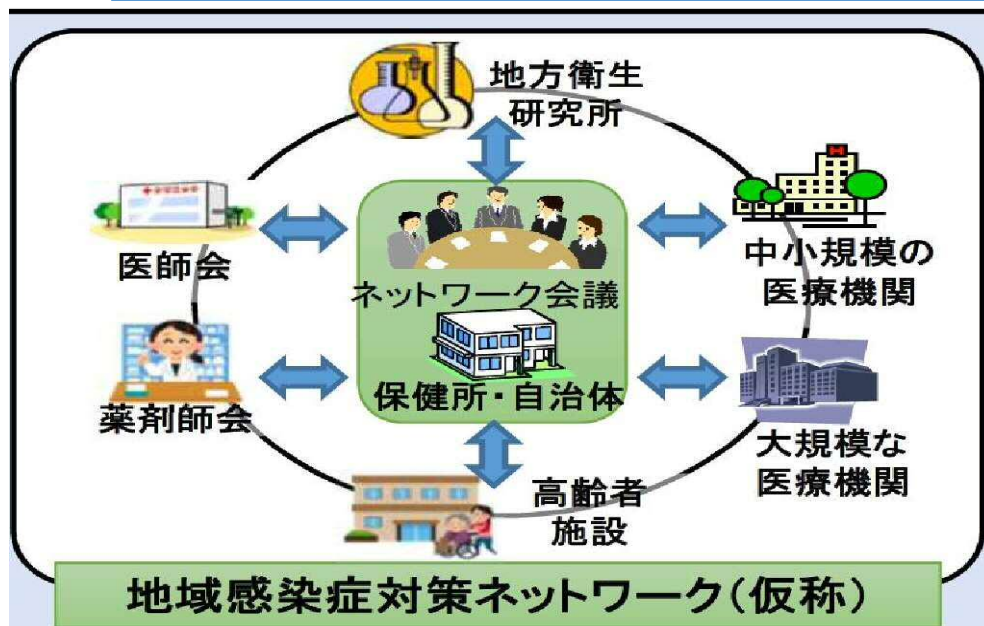 地方衛生
研究所
医師会
中小規模の
医療機関
ネットワーク会議
保健所・自治体
薬剤師会
大規模な
医療機関
高齢者
施設
地域感染症対策ネットワーク(仮称)